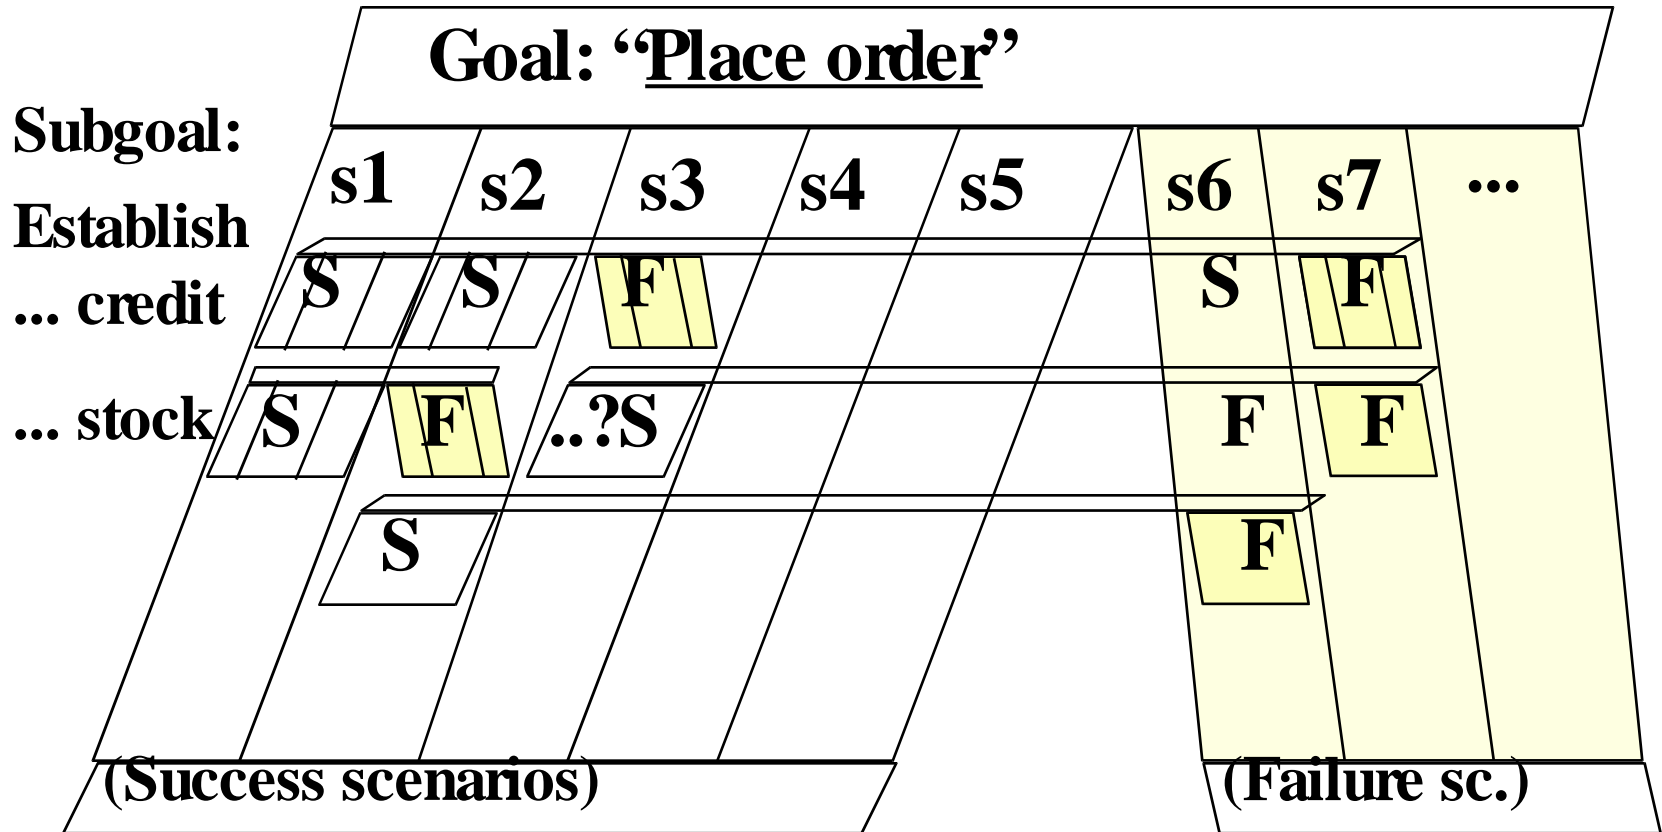 Goal: “Place order”
Subgoal:
s1 s2 s3 s4 s5 s6 s7 ...
Establish
... credit S S F S F
... stock S F ..?S F F
S F
(Success scenarios) (Failure sc.)